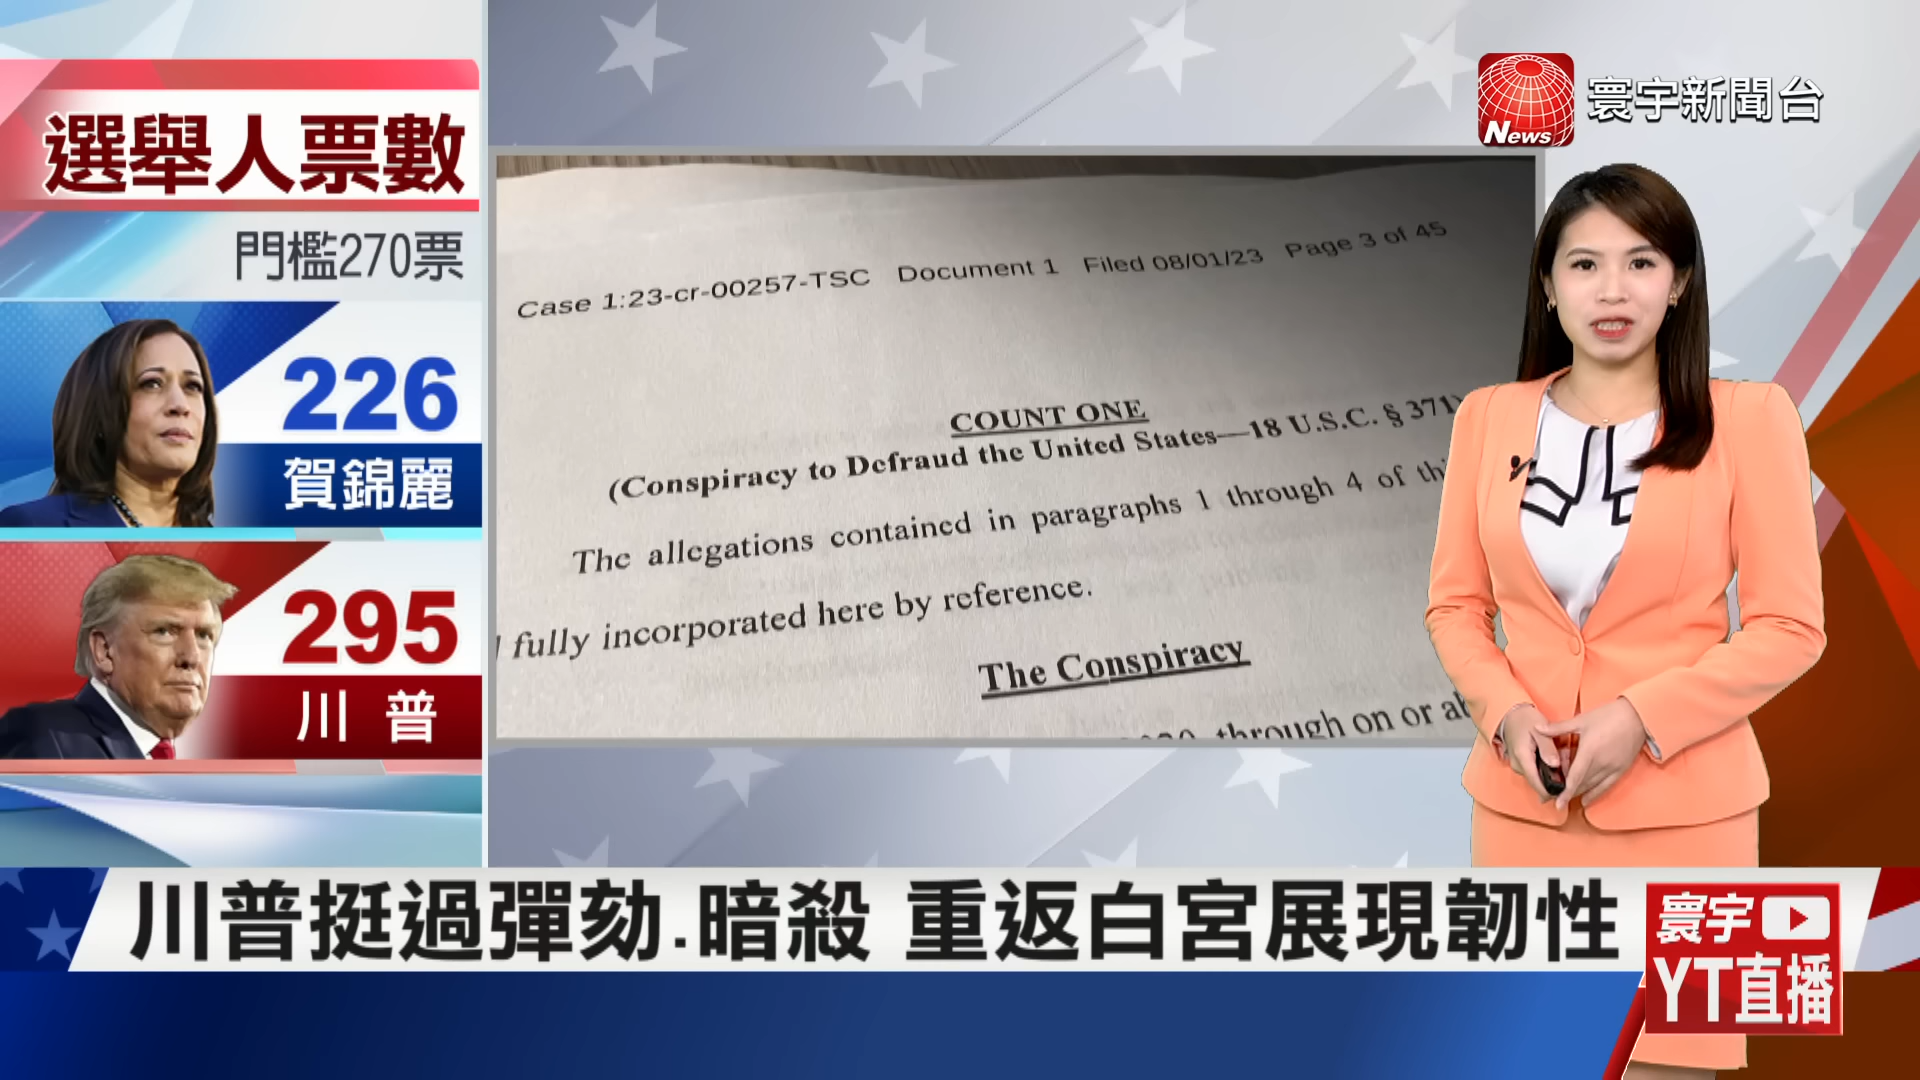 選舉人票數
門檻270票
226
賀錦麗
295
川普
News
寰宇新聞台
Case 1:23-cr-00257-TSC Document 1 Filed 08/01/23 Page 3 of 45
COUNT ONE
(Conspiracy to Defraud the United States—18 U.S.C. § 371)
The allegations contained in paragraphs 1 through 4 of
fully incorporated here by reference.
The Conspiracy
through on or
川普挺過彈劾.暗殺 重返白宮展現韌性
寰宇
YT直播